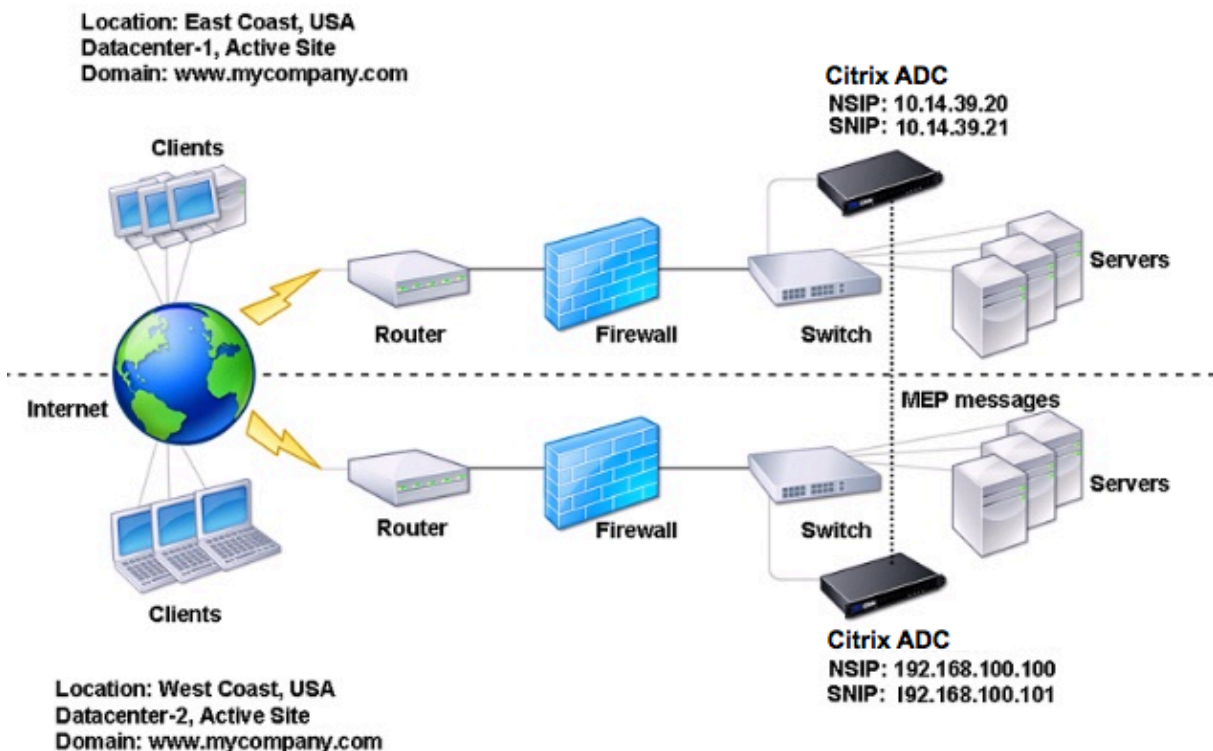 Location: East Coast, USA
Datacenter-1, Active Site
Domain: www.mycompany.com
Citrix ADC
NSIP: 10.14.39.20
SNIP: 10.14.39.21
Clients
Servers
Router
Firewall
Switch
Internet
MEP messages
Servers
Router
Firewall
Switch
Clients
Citrix ADC
NSIP: 192.168.100.100
SNIP: 192.168.100.101
Location: West Coast, USA
Datacenter-2, Active Site
Domain: www.mycompany.com